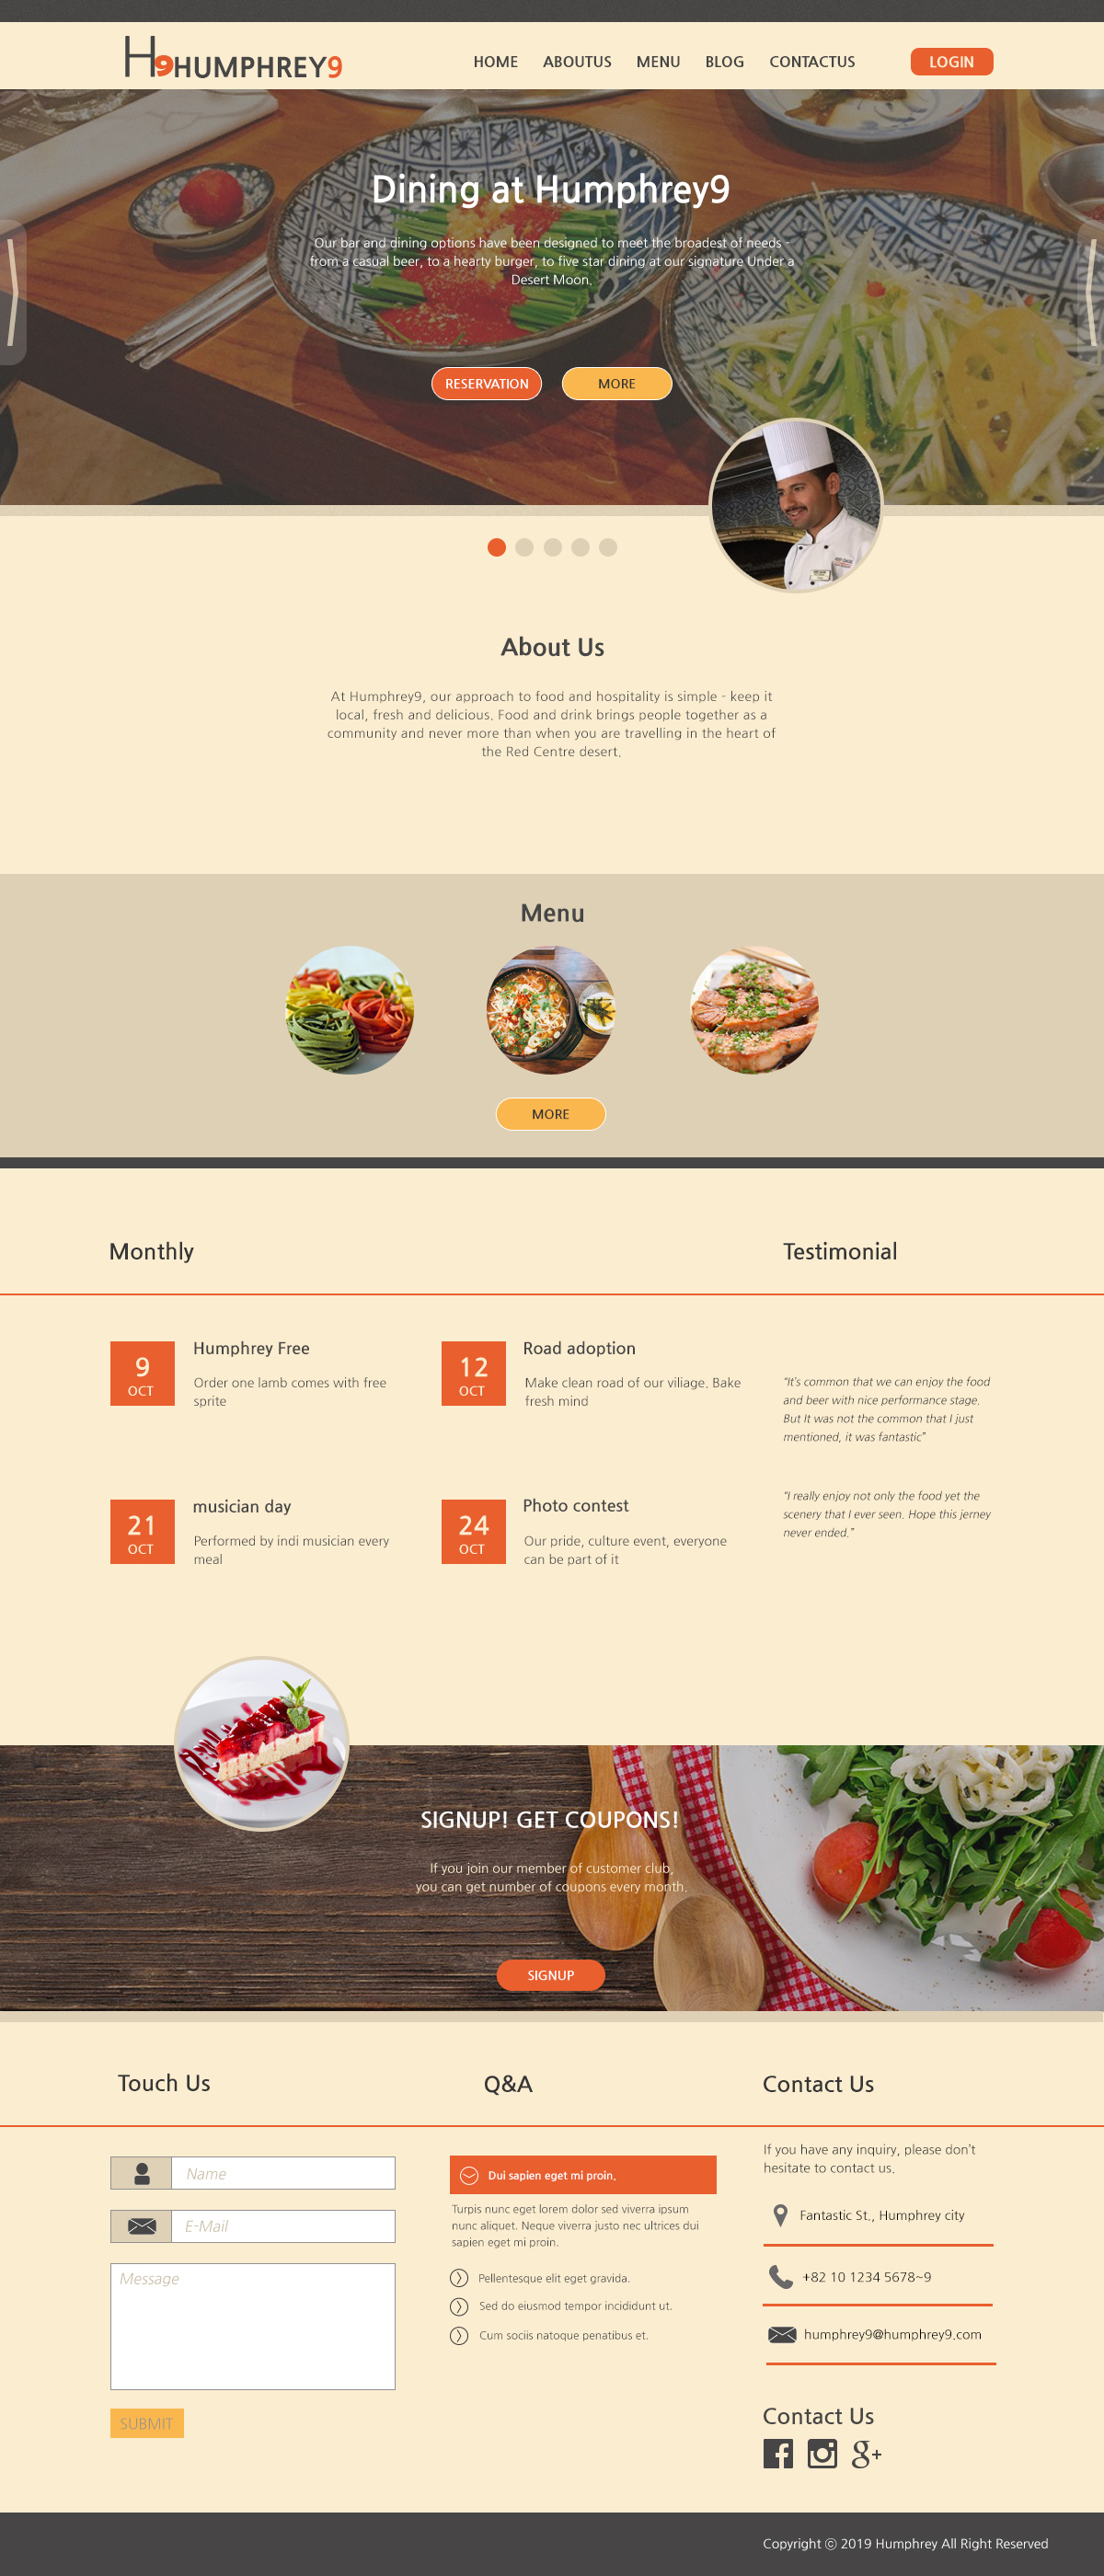 H9HUMPHREY9
HOME ABOUTUS MENU BLOG CONTACTUS LOGIN
Dining at Humphrey9
Our bar and dining options have been designed to meet the broadest of needs -
from a casual beer, to a hearty burger, to five star dining at our signature Under a
Desert Moon.
RESERVATION MORE
About Us
At Humphrey9, our approach to food and hospitality is simple - keep it
local, fresh and delicious. Food and drink brings people together as a
community and never more than when you are travelling in the heart of
the Red Centre desert.
Menu
MORE
Monthly
Testimonial
9
OCT
Humphrey Free
Order one lamb comes with free
sprite
12
OCT
Road adoption
Make clean road of our viliage. Bake
fresh mind
21
OCT
musician day
Performed by indi musician every
meal
24
OCT
Photo contest
Our pride, culture event, everyone
can be part of it
"It's common that we can enjoy the food
and beer with nice performance stage.
But It was not the common that I just
mentioned, it was fantastic"
"I really enjoy not only the food yet the
scenery that I ever seen. Hope this jerney
never ended."
SIGNUP! GET COUPONS!
If you join our member of customer club,
you can get number of coupons every month.
SIGNUP
Touch Us
Name
E-Mail
Message
SUBMIT
Q&A
Dui sapien eget mi proin.
Turpis nunc eget lorem dolor sed viverra ipsum
nunc aliquet. Neque viverra justo nec ultrices dui
sapien eget mi proin.
Pellentesque elit eget gravida.
Sed do eiusmod tempor incididunt ut.
Cum sociis natoque penatibus et.
Contact Us
If you have any inquiry, please don't
hesitate to contact us.
Fantastic St., Humphrey city
+82 10 1234 5678~9
humphrey9@humphrey9.com
Contact Us
g+
Copyright ⓒ 2019 Humphrey All Right Reserved